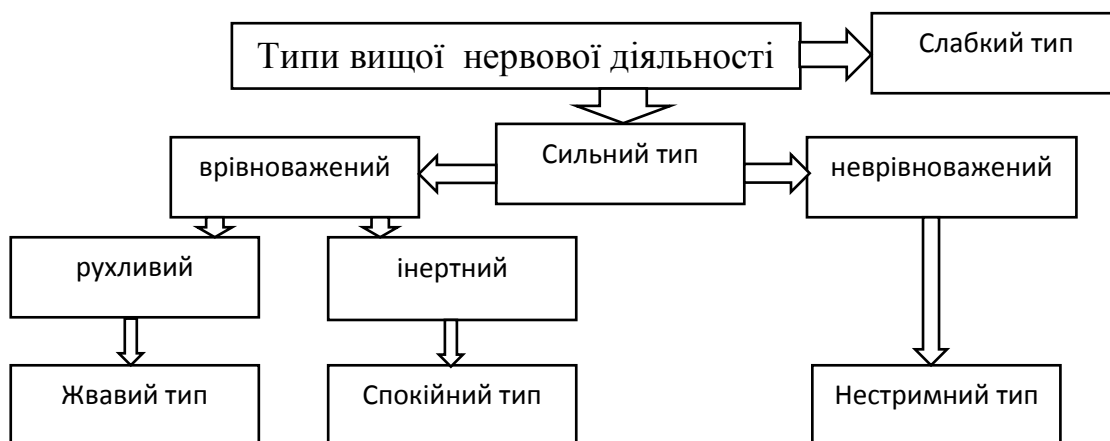 Типи вищої нервової діяльності
Слабкий тип
Сильний тип
врівноважений
неврівноважений
рухливий
інертний
Жвавий тип
Спокійний тип
Нестримний тип